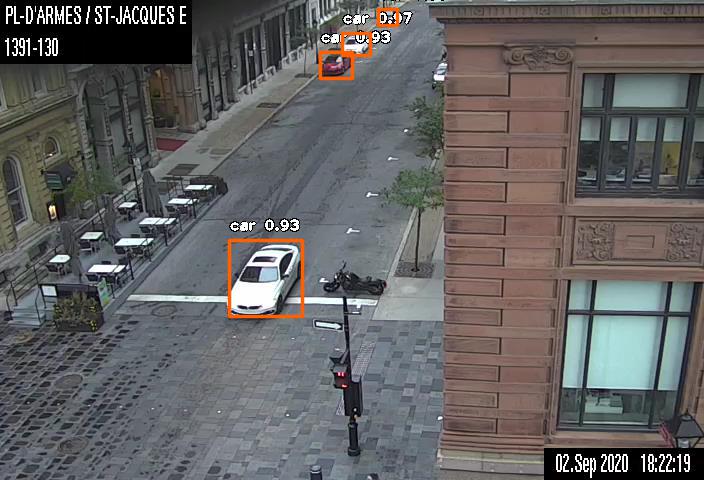 PL-D'ARMES / ST-JACQUES E
1391-130
car 0.97
car 0.93
car 0.93
02.Sep 2020 18:22:19